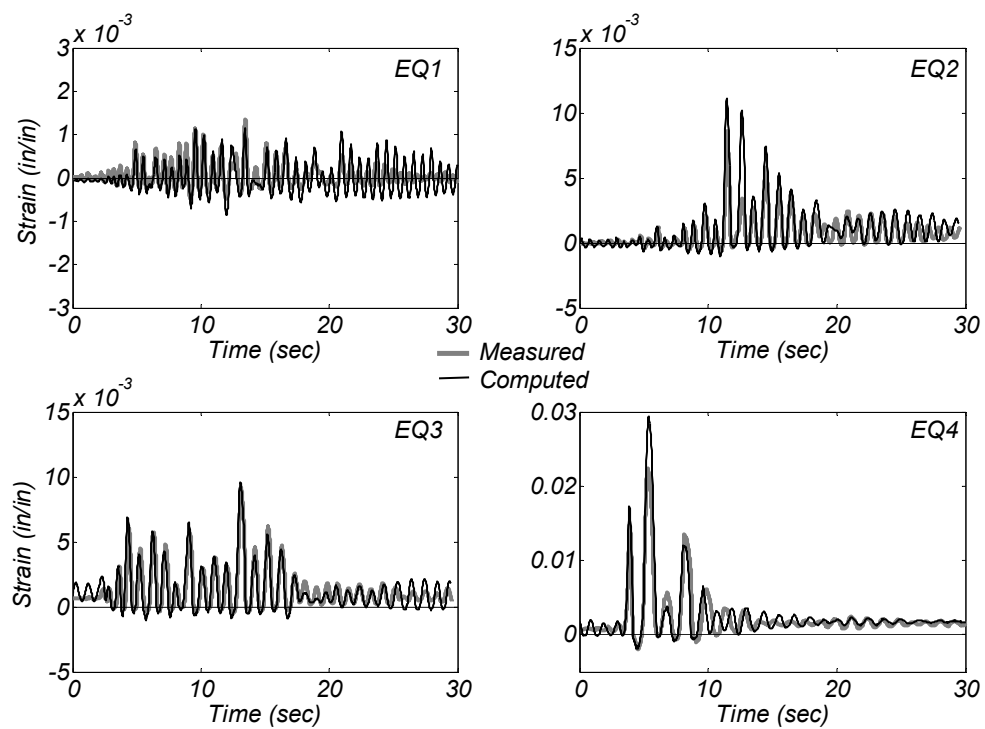 x 10-3
x 10-3
3
2
1
0
-1
-2
-3
Strain (in/in)
EQ1
0 10 20 30
Time (sec)
15
10
5
0
-5
EQ2
0 10 20 30
Time (sec)
Measured
Computed
x 10-3
15
10
5
0
-5
Strain (in/in)
EQ3
0 10 20 30
Time (sec)
0.03
0.02
0.01
0
EQ4
0 10 20 30
Time (sec)